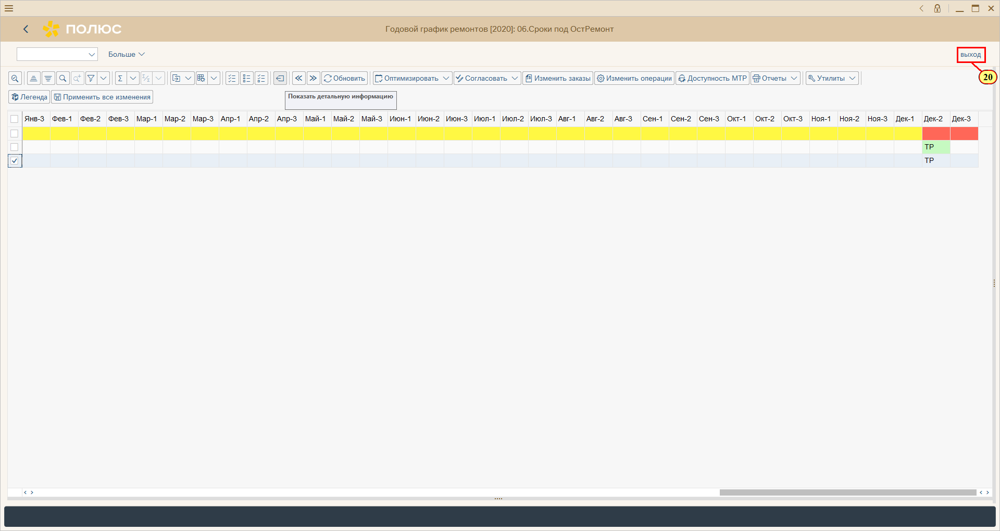 ПОЛЮС
Годовой график ремонтов [2020]: 06.Сроки под ОстРемонт
Больше
выход
20
Обновить Оптимизировать Согласовать Изменить заказы Изменить операции Доступность МТР Отчеты Утилиты
Легенда Применить все изменения
Показать детальную информацию
Янв-3 Фев-1 Фев-2 Фев-3 Мар-1 Мар-2 Мар-3 Апр-1 Апр-2 Апр-3 Май-1 Май-2 Май-3 Июн-1 Июн-2 Июн-3 Июл-1 Июл-2 Июл-3 Авг-1 Авг-2 Авг-3 Сен-1 Сен-2 Сен-3 Окт-1 Окт-2 Окт-3 Ноя-1 Ноя-2 Ноя-3 Дек-1 Дек-2 Дек-3
ТР
ТР